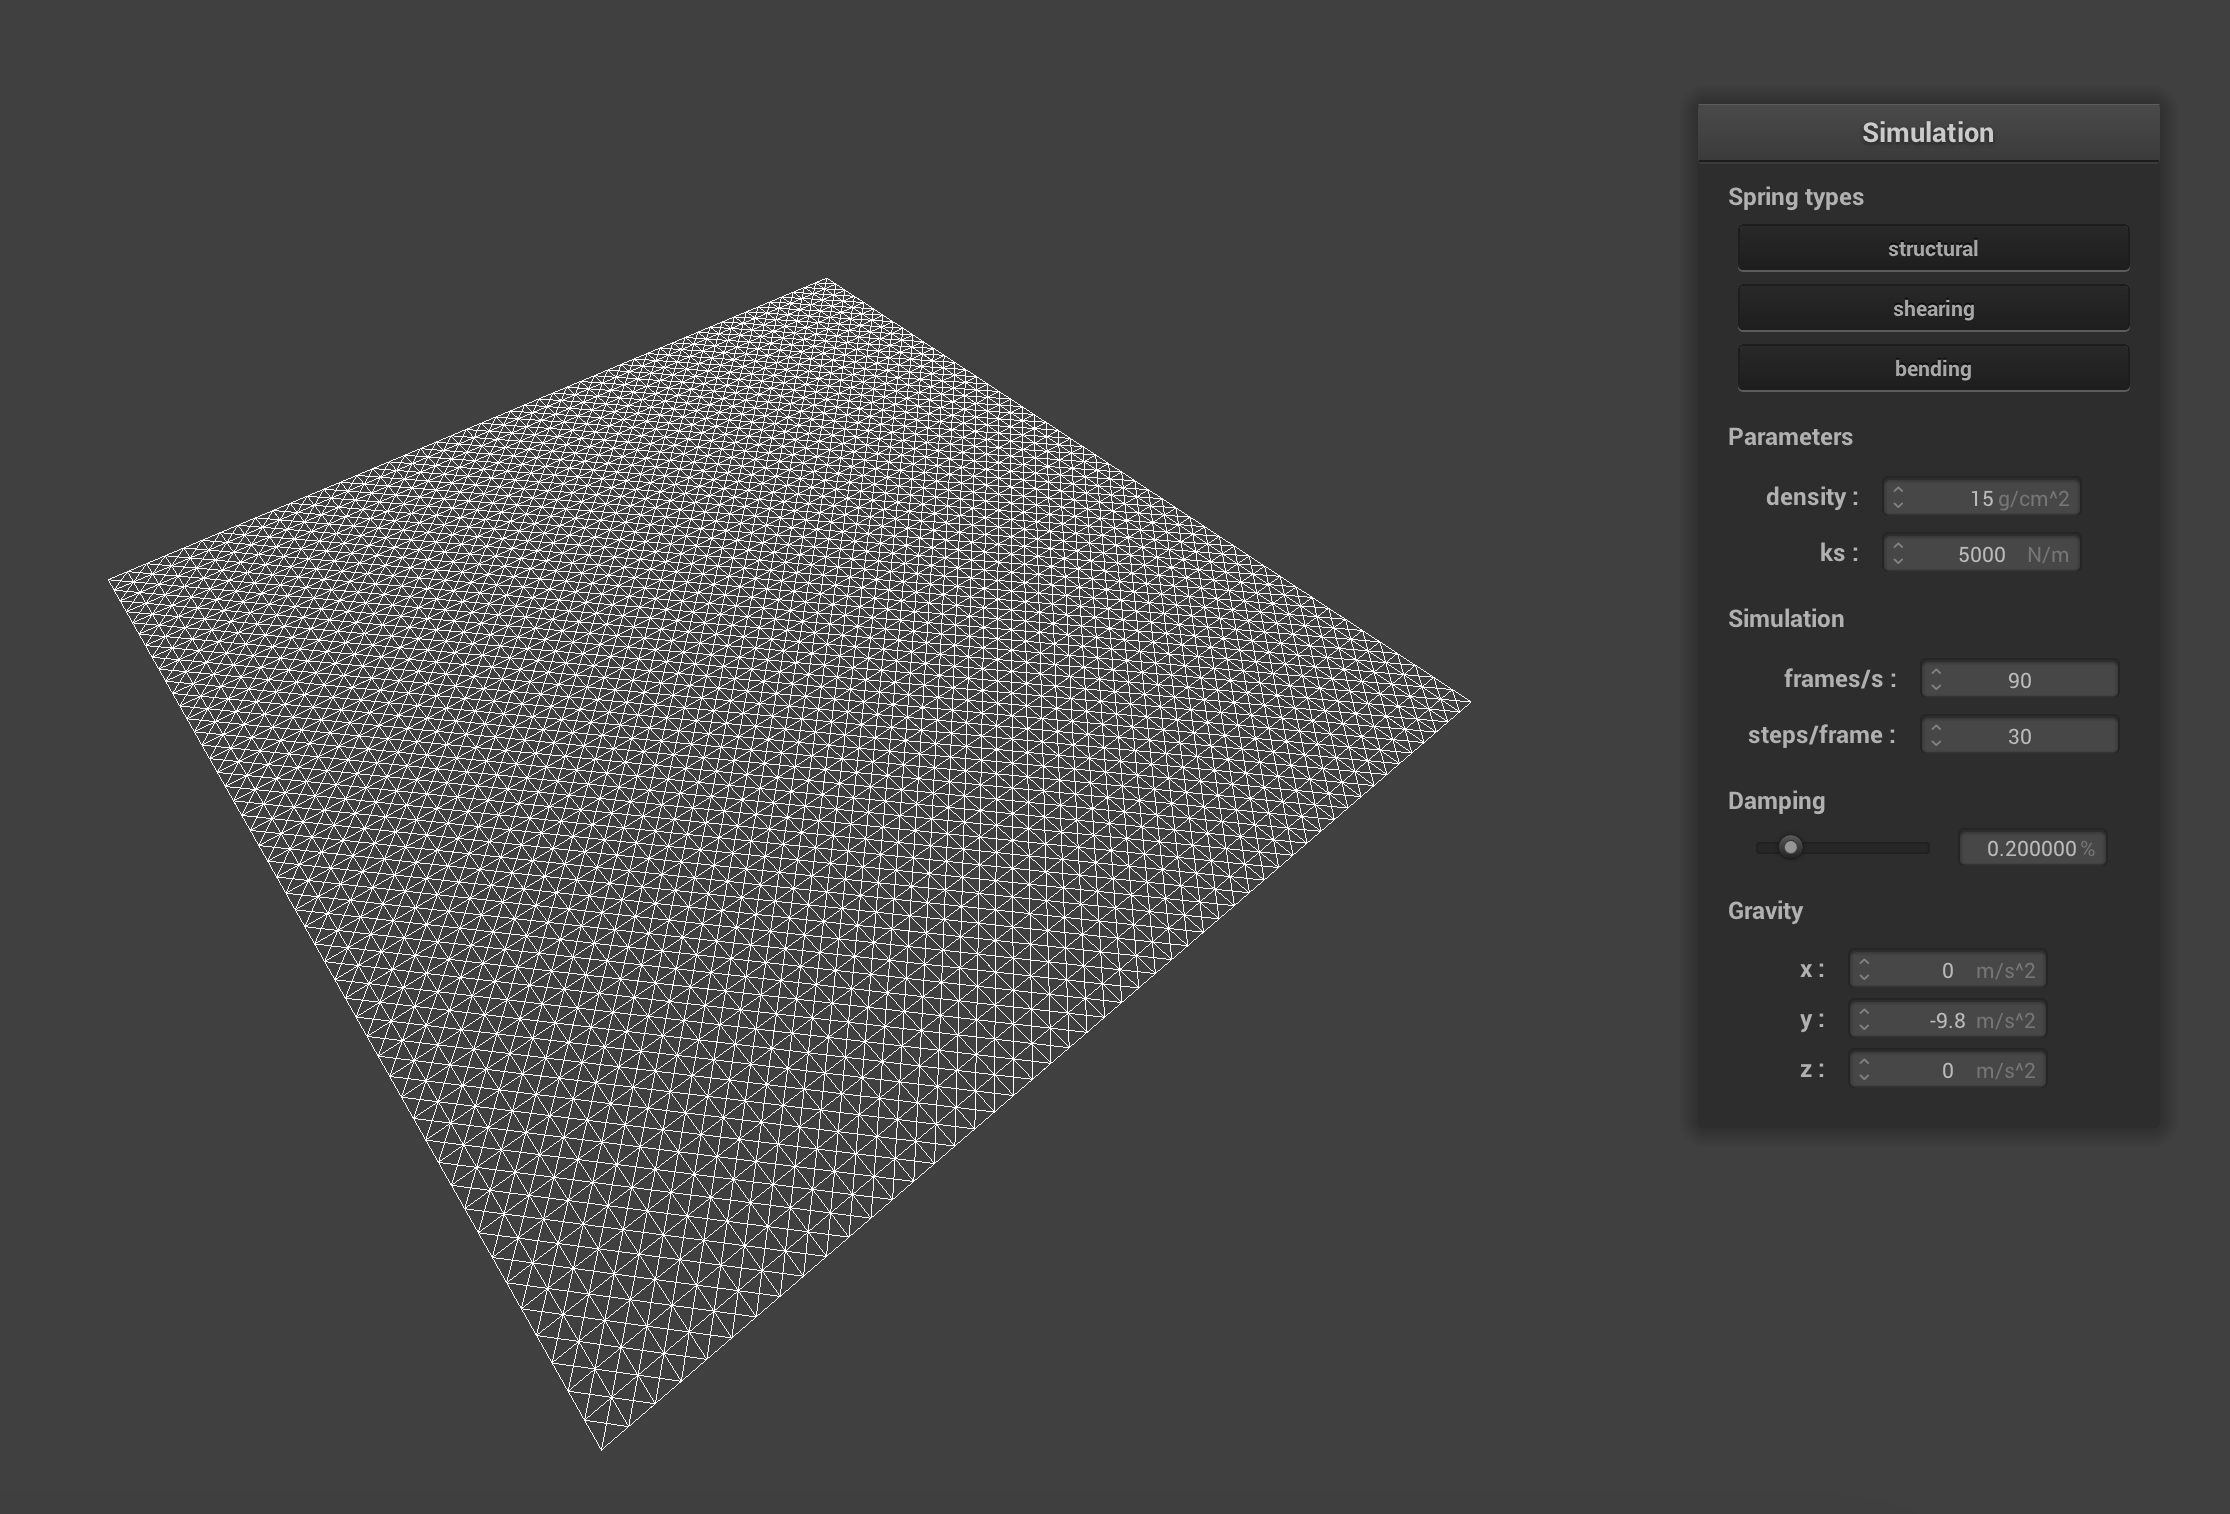 Simulation
Spring types
structural
shearing
bending
Parameters
density : 15 g/cm^2
ks : 5000 N/m
Simulation
frames/s : 90
steps/frame : 30
Damping
0.200000 %
Gravity
x : 0 m/s^2
y : -9.8 m/s^2
z : 0 m/s^2